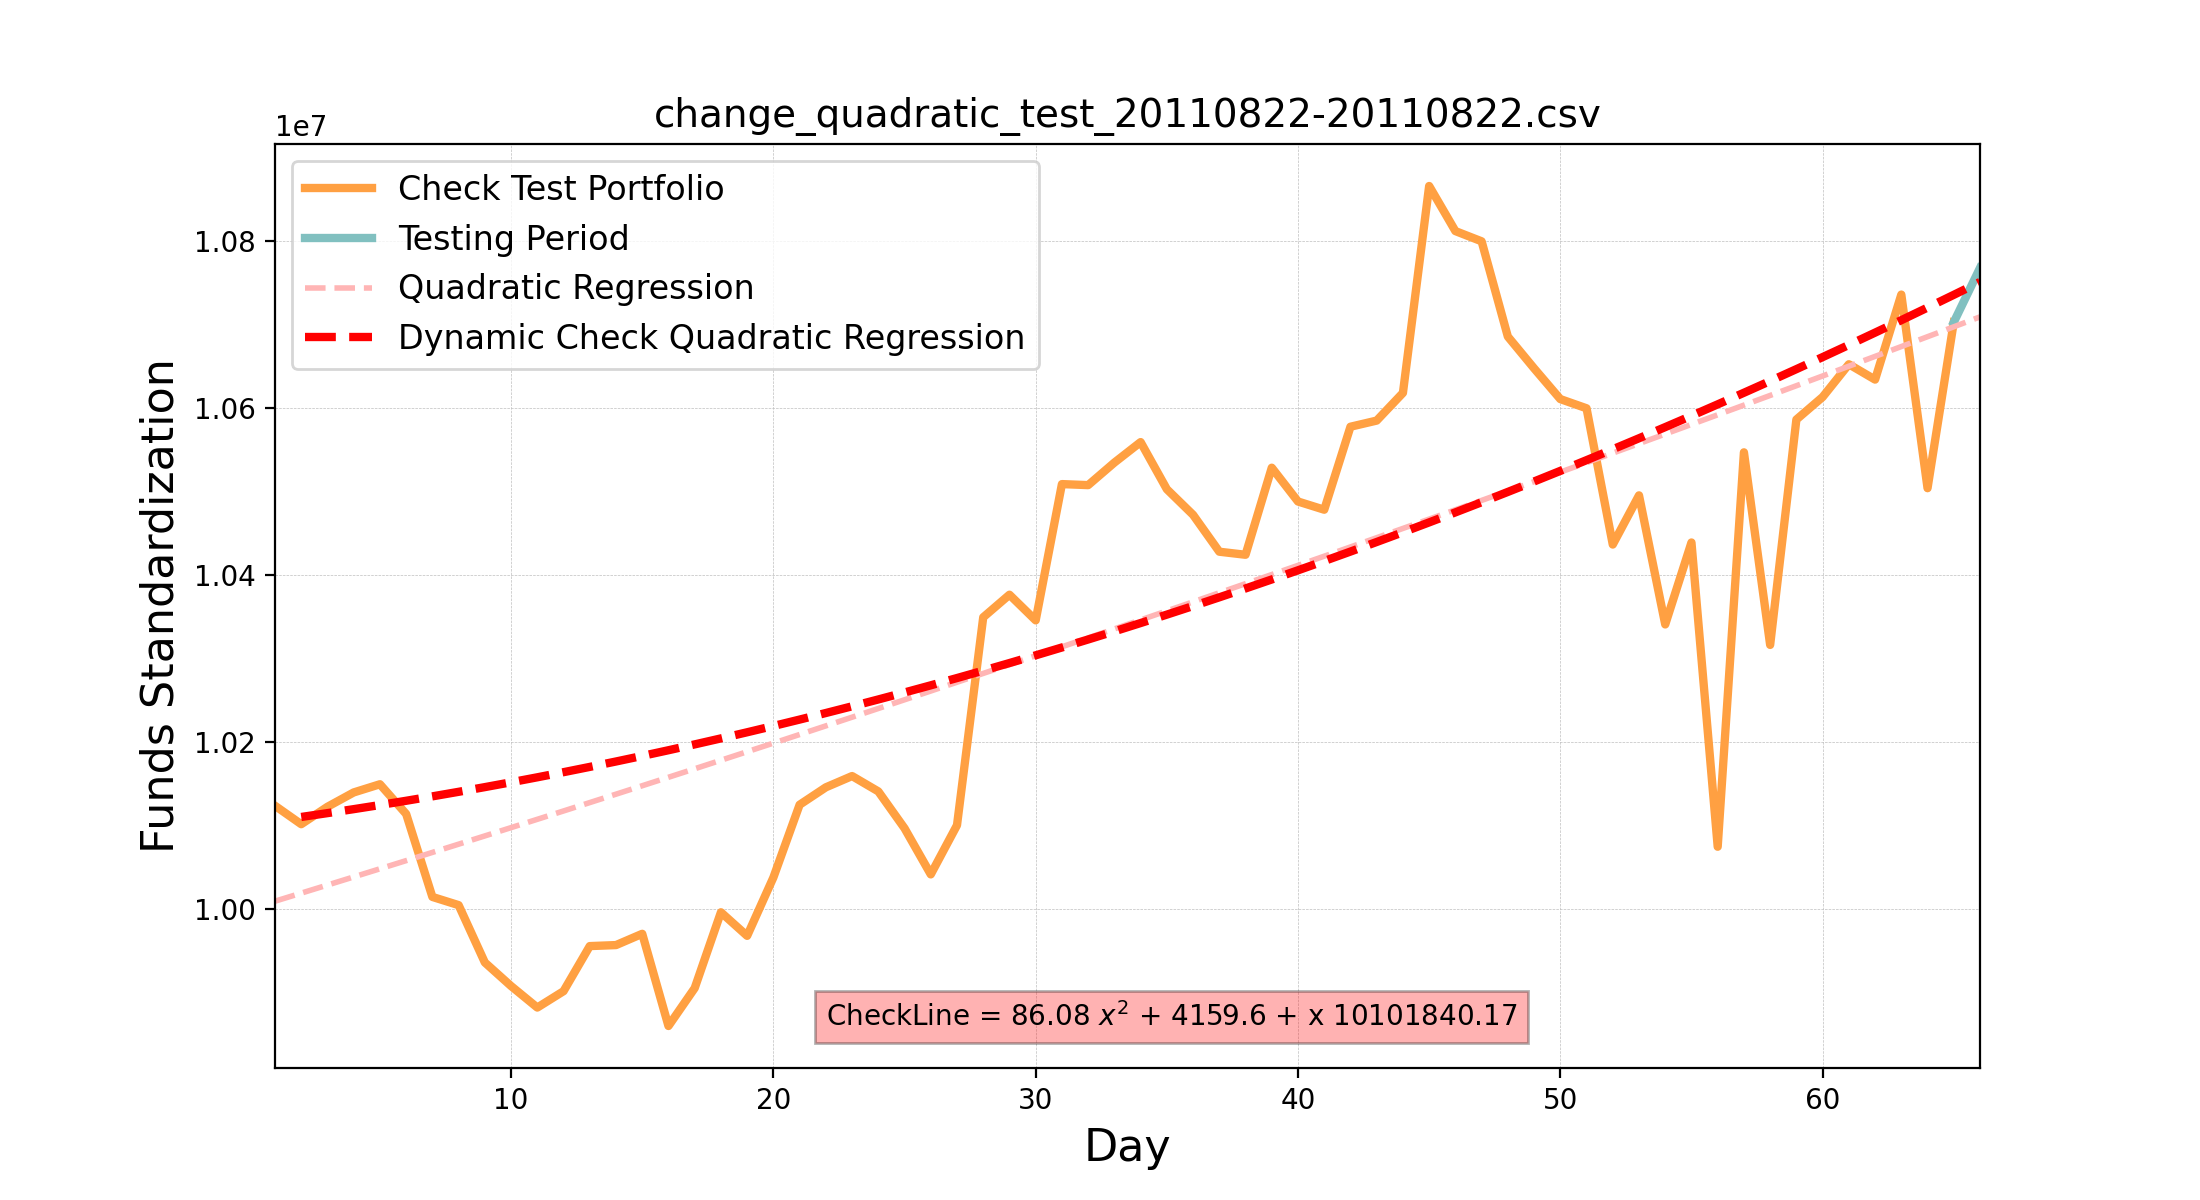 change_quadratic_test_20110822-20110822.csv
1e7
Check Test Portfolio
Testing Period
Quadratic Regression
Dynamic Check Quadratic Regression
Funds Standardization
1.08
1.06
1.04
1.02
1.00
CheckLine = 86.08 x² + 4159.6 + x 10101840.17
10 20 30 40 50 60
Day